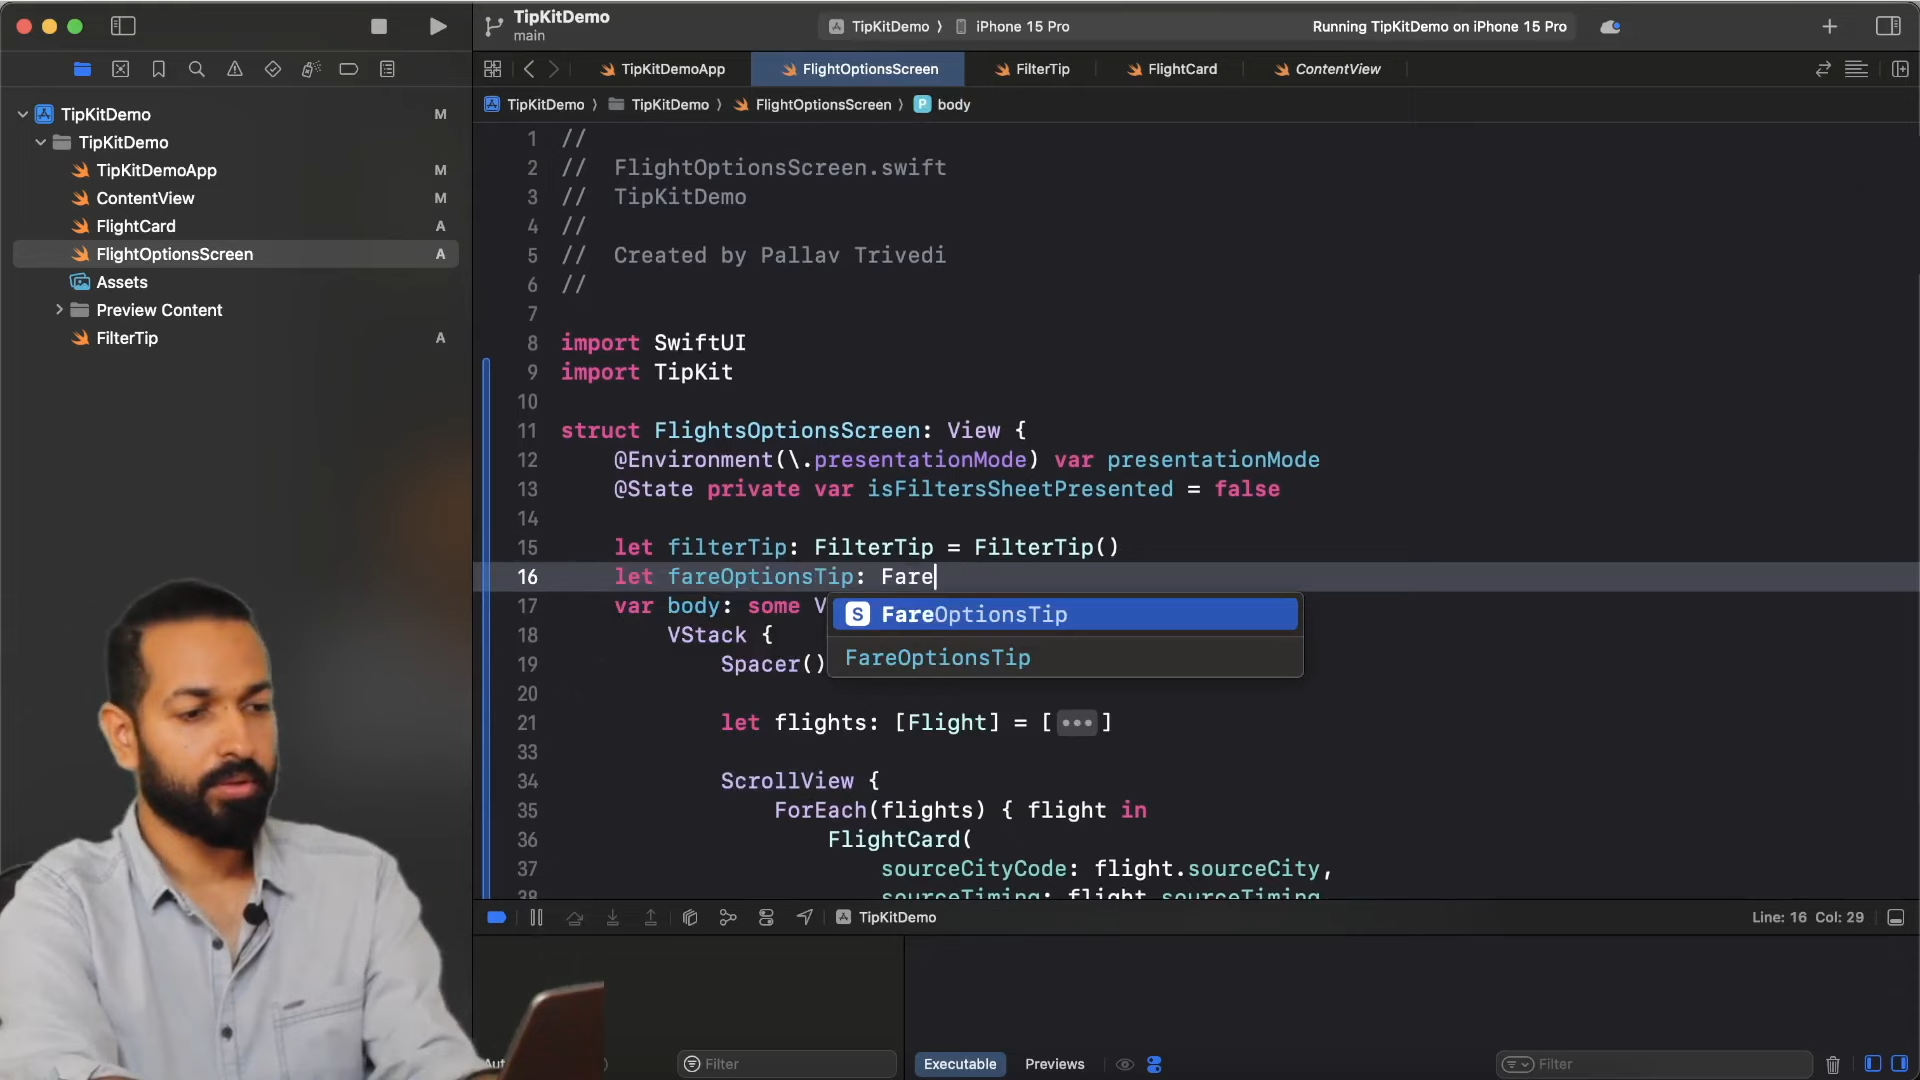 TipKitDemo
main
TipKitDemo 〉 iPhone 15 Pro
Running TipKitDemo on iPhone 15 Pro
TipKitDemoApp
FlightOptionsScreen
FilterTip
FlightCard
ContentView
TipKitDemo 〉 TipKitDemo 〉 FlightOptionsScreen 〉 P body
TipKitDemo M
TipKitDemo
TipKitDemoApp M
ContentView M
FlightCard A
FlightOptionsScreen A
Assets
Preview Content
FilterTip A
1 //
2 // FlightOptionsScreen.swift
3 // TipKitDemo
4 //
5 // Created by Pallav Trivedi
6 //
7
8 import SwiftUI
9 import TipKit
10
11 struct FlightsOptionsScreen: View {
12 @Environment(\.presentationMode) var presentationMode
13 @State private var isFiltersSheetPresented = false
14
15 let filterTip: FilterTip = FilterTip()
16 let fareOptionsTip: Fare
17 var body: some V
S FareOptionsTip
18 VStack {
FareOptionsTip
19 Spacer()
20
21 let flights: [Flight] = [•••]
33
34 ScrollView {
35 ForEach(flights) { flight in
36 FlightCard(
37 sourceCityCode: flight.sourceCity,
38 sourceTiming: flight.sourceTiming
TipKitDemo
Line: 16 Col: 29
Filter
Executable
Previews
Filter